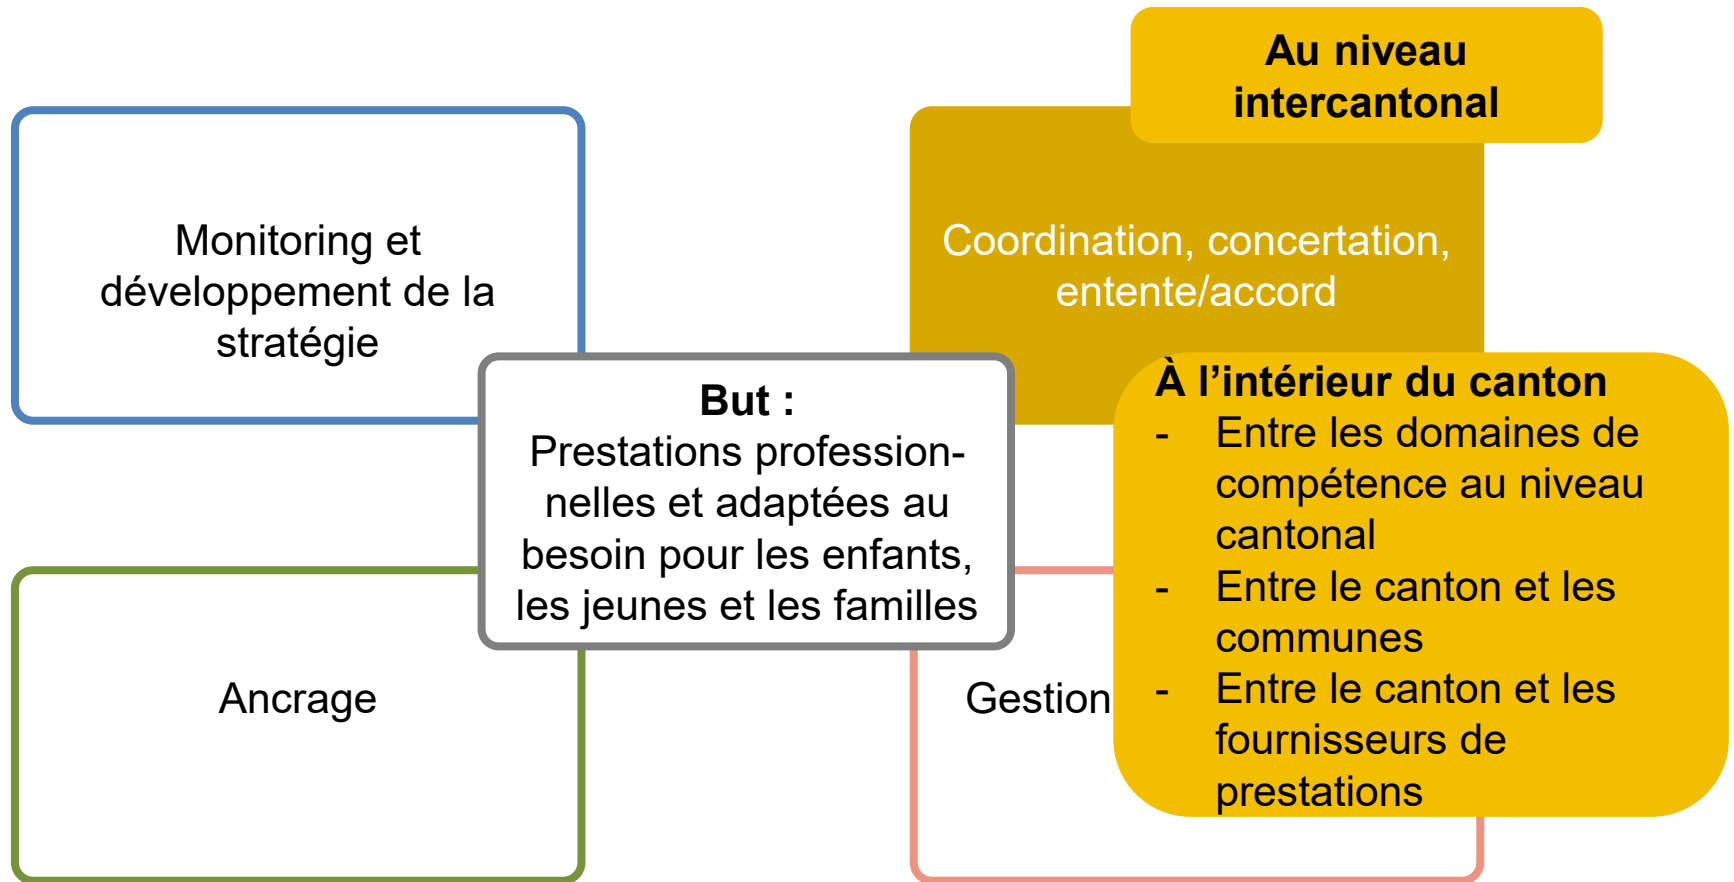 Au niveau
intercantonal
Monitoring et
développement de la
stratégie
Coordination, concertation,
entente/accord
But :
Prestations profession-
nelles et adaptées au
besoin pour les enfants,
les jeunes et les familles
À l’intérieur du canton
- Entre les domaines de
compétence au niveau
cantonal
- Entre le canton et les
communes
- Entre le canton et les
fournisseurs de
prestations
Ancrage
Gestion